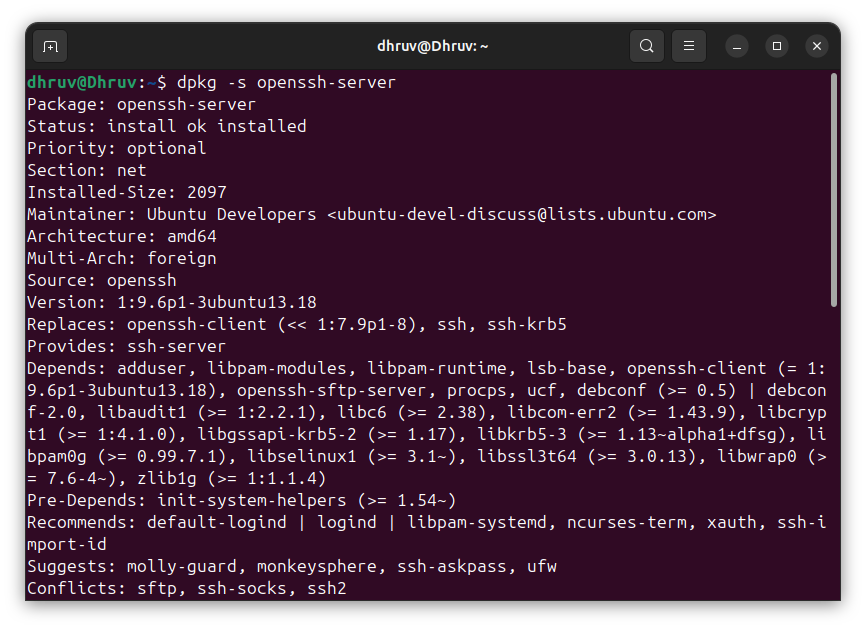 dhruv@Dhruv: ~
dhruv@Dhruv:~$ dpkg -s openssh-server
Package: openssh-server
Status: install ok installed
Priority: optional
Section: net
Installed-Size: 2097
Maintainer: Ubuntu Developers <ubuntu-devel-discuss@lists.ubuntu.com>
Architecture: amd64
Multi-Arch: foreign
Source: openssh
Version: 1:9.6p1-3ubuntu13.18
Replaces: openssh-client (<< 1:7.9p1-8), ssh, ssh-krb5
Provides: ssh-server
Depends: adduser, libpam-modules, libpam-runtime, lsb-base, openssh-client (= 1:
9.6p1-3ubuntu13.18), openssh-sftp-server, procps, ucf, debconf (>= 0.5) | debcon
f-2.0, libaudit1 (>= 1:2.2.1), libc6 (>= 2.38), libcom-err2 (>= 1.43.9), libcryp
t1 (>= 1:4.1.0), libgssapi-krb5-2 (>= 1.17), libkrb5-3 (>= 1.13~alpha1+dfsg), li
bpam0g (>= 0.99.7.1), libselinux1 (>= 3.1~), libssl3t64 (>= 3.0.13), libwrap0 (>
= 7.6-4~), zlib1g (>= 1:1.1.4)
Pre-Depends: init-system-helpers (>= 1.54~)
Recommends: default-logind | logind | libpam-systemd, ncurses-term, xauth, ssh-i
mport-id
Suggests: molly-guard, monkeysphere, ssh-askpass, ufw
Conflicts: sftp, ssh-socks, ssh2